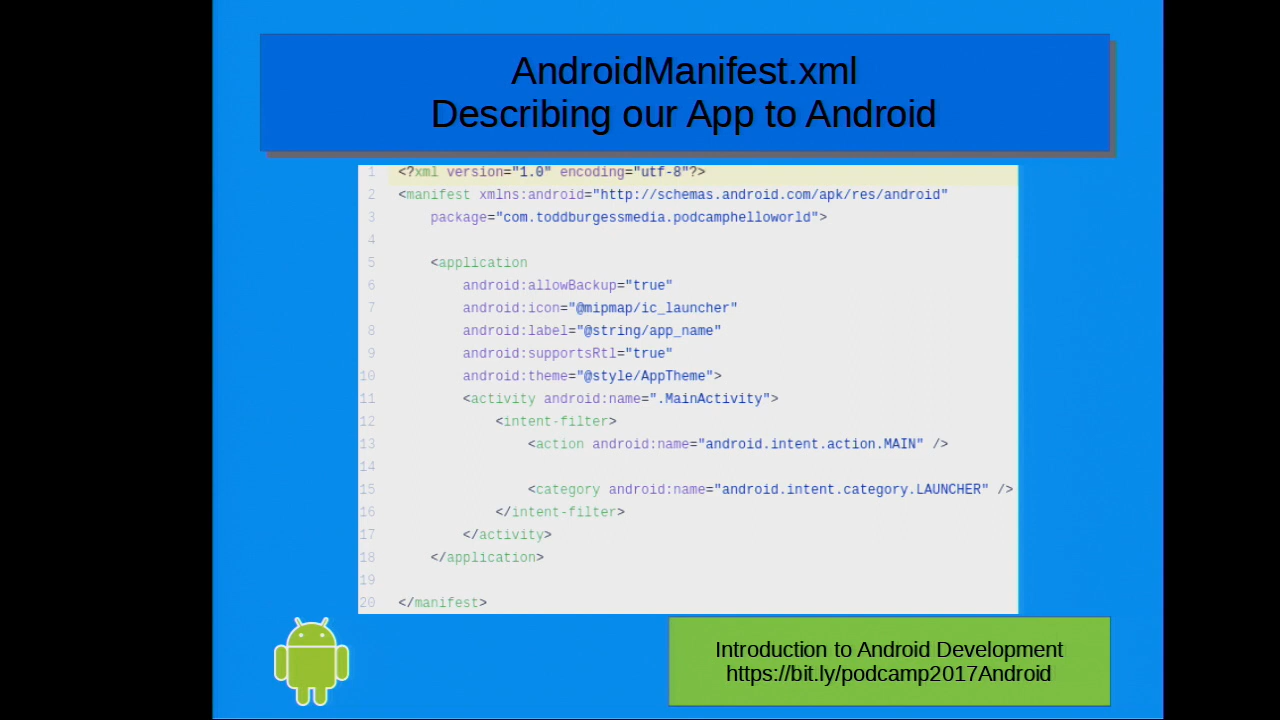 AndroidManifest.xml
Describing our App to Android
1 <?xml version="1.0" encoding="utf-8"?>
2 <manifest xmlns:android="http://schemas.android.com/apk/res/android"
3     package="com.toddburgessmedia.podcamphelloworld">
4
5     <application
6         android:allowBackup="true"
7         android:icon="@mipmap/ic_launcher"
8         android:label="@string/app_name"
9         android:supportsRtl="true"
10         android:theme="@style/AppTheme">
11         <activity android:name=".MainActivity">
12             <intent-filter>
13                 <action android:name="android.intent.action.MAIN" />
14
15                 <category android:name="android.intent.category.LAUNCHER" />
16             </intent-filter>
17         </activity>
18     </application>
19
20 </manifest>
Introduction to Android Development
https://bit.ly/podcamp2017Android